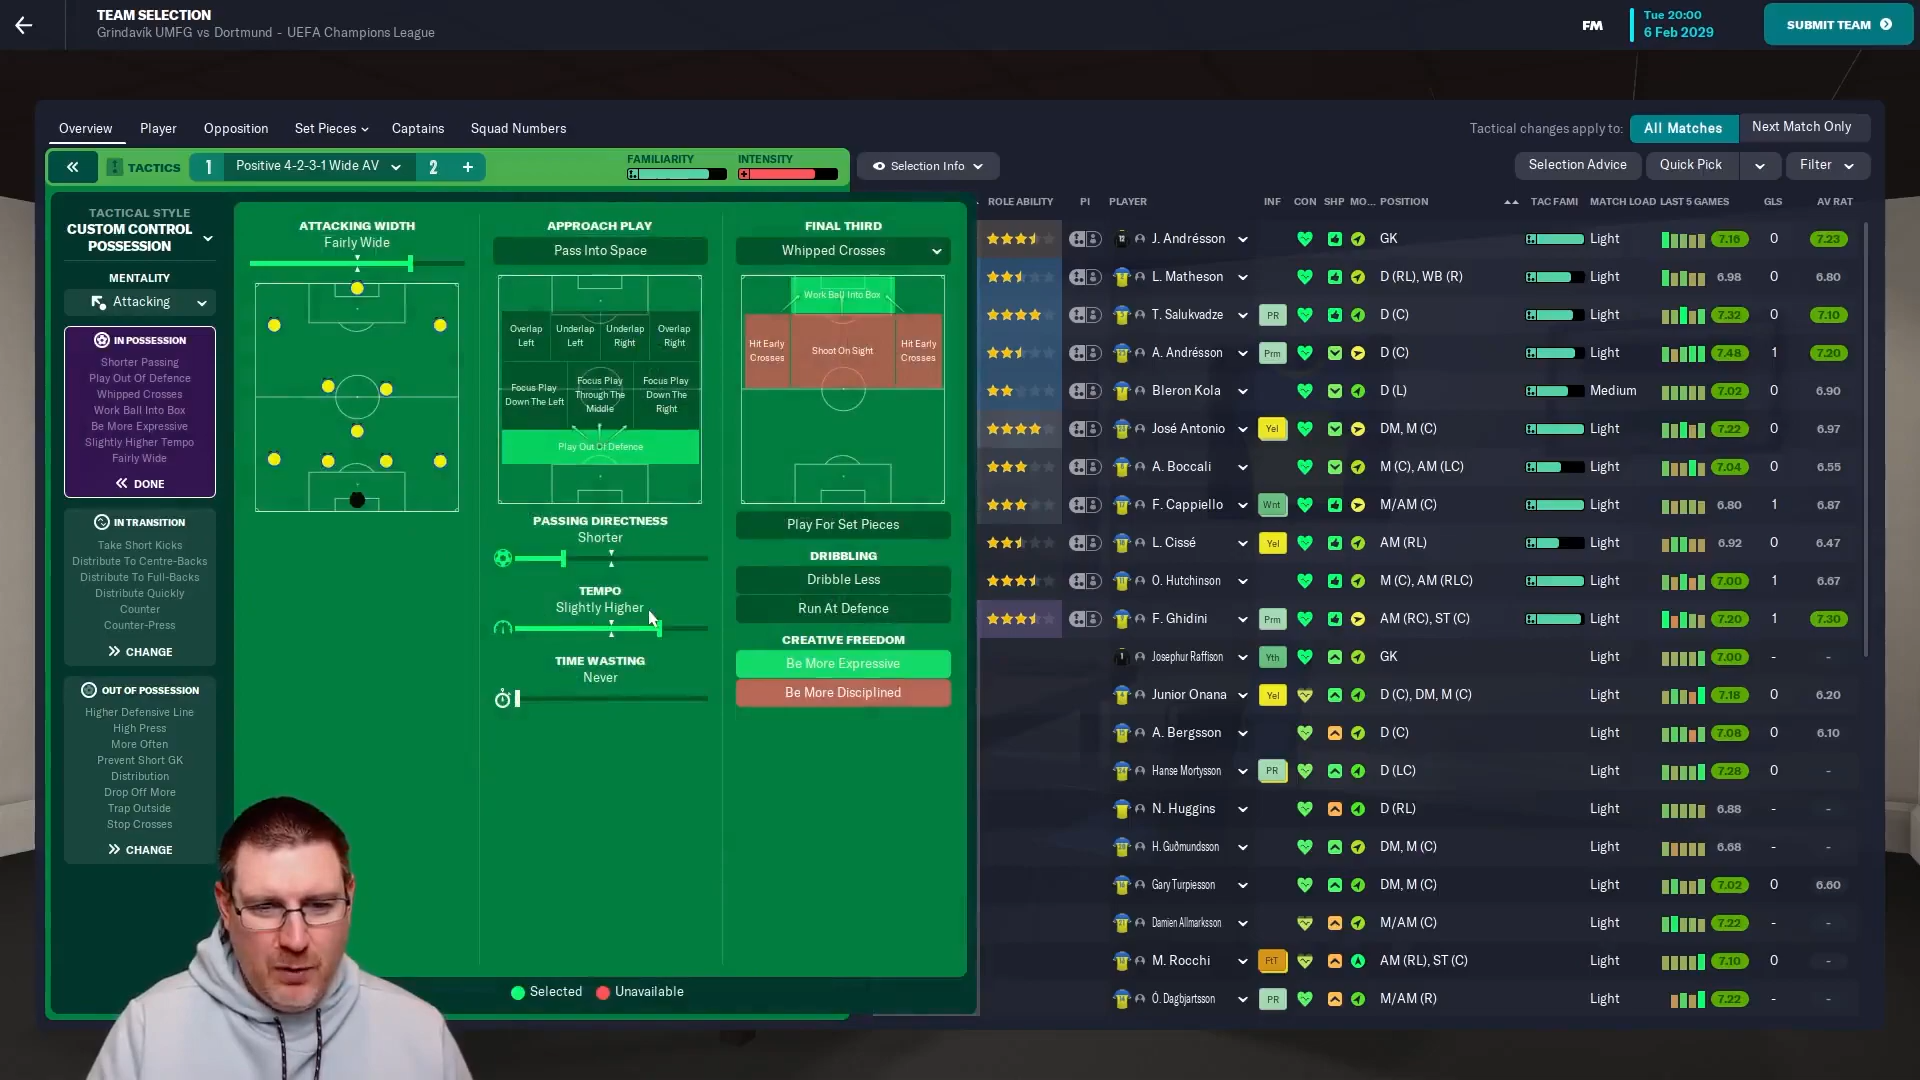 TEAM SELECTION
Grindavík UMFG vs Dortmund - UEFA Champions League
FM
Tue 20:00
6 Feb 2029
SUBMIT TEAM
Overview Player Opposition Set Pieces Captains Squad Numbers
Tactical changes apply to: All Matches Next Match Only
TACTICS 1 Positive 4-2-3-1 Wide AV 2 +
FAMILIARITY INTENSITY
Selection Info
Selection Advice Quick Pick Filter
TACTICAL STYLE
CUSTOM CONTROL
POSSESSION
MENTALITY
Attacking
IN POSSESSION
Shorter Passing
Play Out Of Defence
Whipped Crosses
Work Ball Into Box
Be More Expressive
Slightly Higher Tempo
Fairly Wide
DONE
IN TRANSITION
Take Short Kicks
Distribute To Centre-Backs
Distribute To Full-Backs
Distribute Quickly
Counter
Counter-Press
CHANGE
OUT OF POSSESSION
Higher Defensive Line
High Press
More Often
Prevent Short GK
Distribution
Drop Off More
Trap Outside
Stop Crosses
CHANGE
ATTACKING WIDTH
Fairly Wide
APPROACH PLAY
Pass Into Space
Overlap Left
Underlap Left
Underlap Right
Overlap Right
Focus Play Down The Left
Focus Play Through The Middle
Focus Play Down The Right
Play Out Of Defence
PASSING DIRECTNESS
Shorter
TEMPO
Slightly Higher
TIME WASTING
Never
FINAL THIRD
Whipped Crosses
Work Ball Into Box
Hit Early Crosses
Shoot On Sight
Hit Early Crosses
Play For Set Pieces
DRIBBLING
Dribble Less
Run At Defence
CREATIVE FREEDOM
Be More Expressive
Be More Disciplined
Selected Unavailable
ROLE ABILITY PI PLAYER INF CON SHP MO... POSITION TAC FAMI MATCH LOAD LAST 5 GAMES GLS AV RAT
J. Andrésson GK Light 7.16 0 7.23
L. Matheson D (RL), WB (R) Light 6.98 0 6.80
T. Salukvadze PR D (C) Light 7.32 0 7.10
A. Andrésson Prm D (C) Light 7.48 1 7.20
Bleron Kola D (L) Medium 7.02 0 6.90
José Antonio Yel DM, M (C) Light 7.22 0 6.97
A. Boccali M (C), AM (LC) Light 7.04 0 6.55
F. Cappiello Wnt M/AM (C) Light 6.80 1 6.87
L. Cissé Yel AM (RL) Light 6.92 0 6.47
O. Hutchinson M (C), AM (RLC) Light 7.00 1 6.67
F. Ghidini Prm AM (RC), ST (C) Light 7.20 1 7.30
Josephur Raffison Yth GK Light 7.00 - -
Junior Onana Yel D (C), DM, M (C) Light 7.18 0 6.20
A. Bergsson D (C) Light 7.08 0 6.10
Hanse Mortysson PR D (LC) Light 7.28 0 -
N. Huggins D (RL) Light 6.88 - -
H. Guðmundsson DM, M (C) Light 6.68 - -
Gary Turpiesson DM, M (C) Light 7.02 0 6.60
Damien Allmarksson M/AM (C) Light 7.22 - -
M. Rocchi FtT AM (RL), ST (C) Light 7.10 0 -
Ó. Dagbjartsson PR M/AM (R) Light 7.22 - -